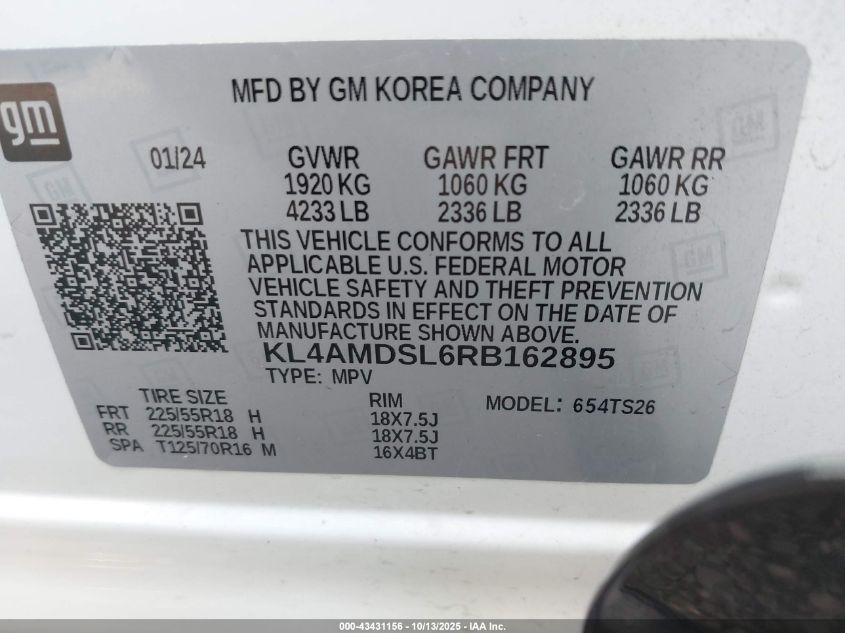 MFD BY GM KOREA COMPANY
gm
01/24 GVWR GAWR FRT GAWR RR
1920 KG 1060 KG 1060 KG
4233 LB 2336 LB 2336 LB
THIS VEHICLE CONFORMS TO ALL
APPLICABLE U.S. FEDERAL MOTOR
VEHICLE SAFETY AND THEFT PREVENTION
STANDARDS IN EFFECT ON THE DATE OF
MANUFACTURE SHOWN ABOVE.
KL4AMDSL6RB162895
TYPE: MPV
TIRE SIZE RIM MODEL: 654TS26
FRT 225/55R18 H 18X7.5J
RR 225/55R18 H 18X7.5J
SPA T125/70R16 M 16X4BT
000-43431156 - 10/13/2025 - IAA Inc.